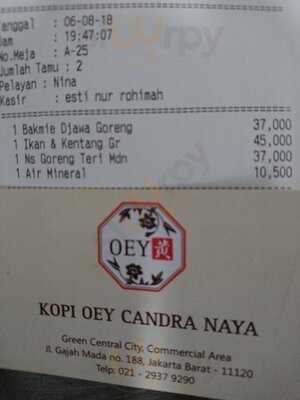 Tanggal : 06-08-18
Jam : 19:47:07
No.Meja : A-25
Jumlah Tamu : 2
Pelayan : Nina
Kasir : esti nur rohimah
1 Bakmie Djawa Goreng 37,000
1 Ikan & Kentang Gr 45,000
1 Ns Goreng Teri Mdn 37,000
1 Air Mineral 10,500
OEY 黃
KOPI OEY CANDRA NAYA
Green Central City, Commercial Area
Jl. Gajah Mada no. 188, Jakarta Barat - 11120
Telp. 021 - 2937 9290